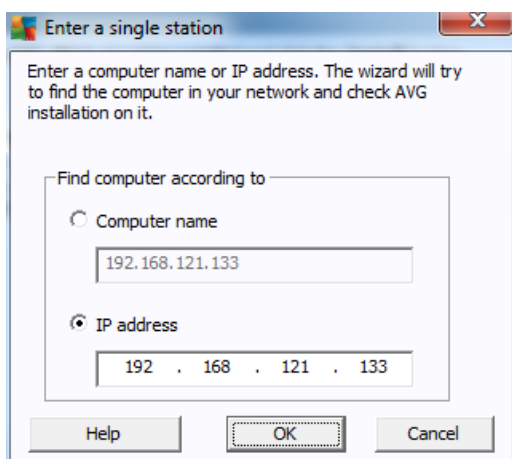 Enter a single station
X
Enter a computer name or IP address. The wizard will try
to find the computer in your network and check AVG
installation on it.
Find computer according to
Computer name
192.168.121.133
IP address
192 . 168 . 121 . 133
Help OK Cancel